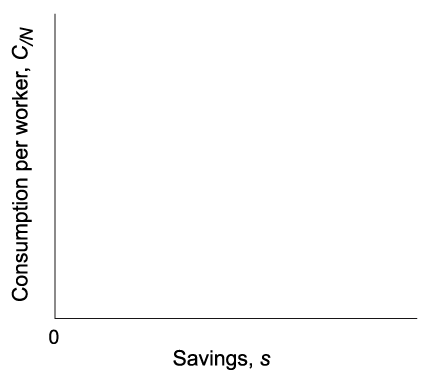 Consumption per worker, C/N
0
Savings, s